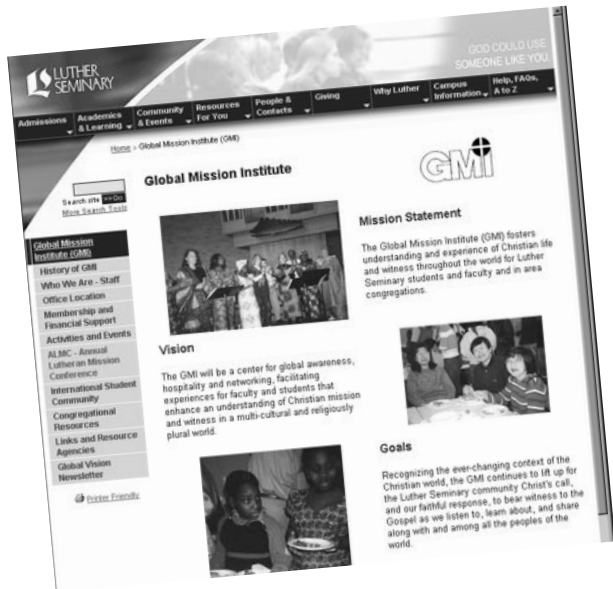 LUTHER
SEMINARY
GOD COULD USE
SOMEONE LIKE YOU.
Admissions
Academics
& Learning
Community
& Events
Resources
For You
People &
Contacts
Giving
Why Luther
Campus
Information
Help, FAQs,
A to Z
Home > Global Mission Institute (GMI)
Search site >>Go
More Search Tools
Global Mission
Institute (GMI)
History of GMI
Who We Are - Staff
Office Location
Membership and
Financial Support
Activities and Events
ALMC - Annual
Lutheran Mission
Conference
International Student
Community
Congregational
Resources
Links and Resource
Agencies
Global Vision
Newsletter
Printer Friendly
Global Mission Institute
GMI
Mission Statement
The Global Mission Institute (GMI) fosters
understanding and experience of Christian life
and witness throughout the world for Luther
Seminary students and faculty and in area
congregations.
Vision
The GMI will be a center for global awareness,
hospitality and networking, facilitating
experiences for faculty and students that
enhance an understanding of Christian mission
and witness in a multi-cultural and religiously
plural world.
Goals
Recognizing the ever-changing context of the
Christian world, the GMI continues to lift up for
the Luther Seminary community Christ's call,
and our faithful response, to bear witness to the
Gospel as we listen to, learn about, and share
along with and among all the peoples of the
world.